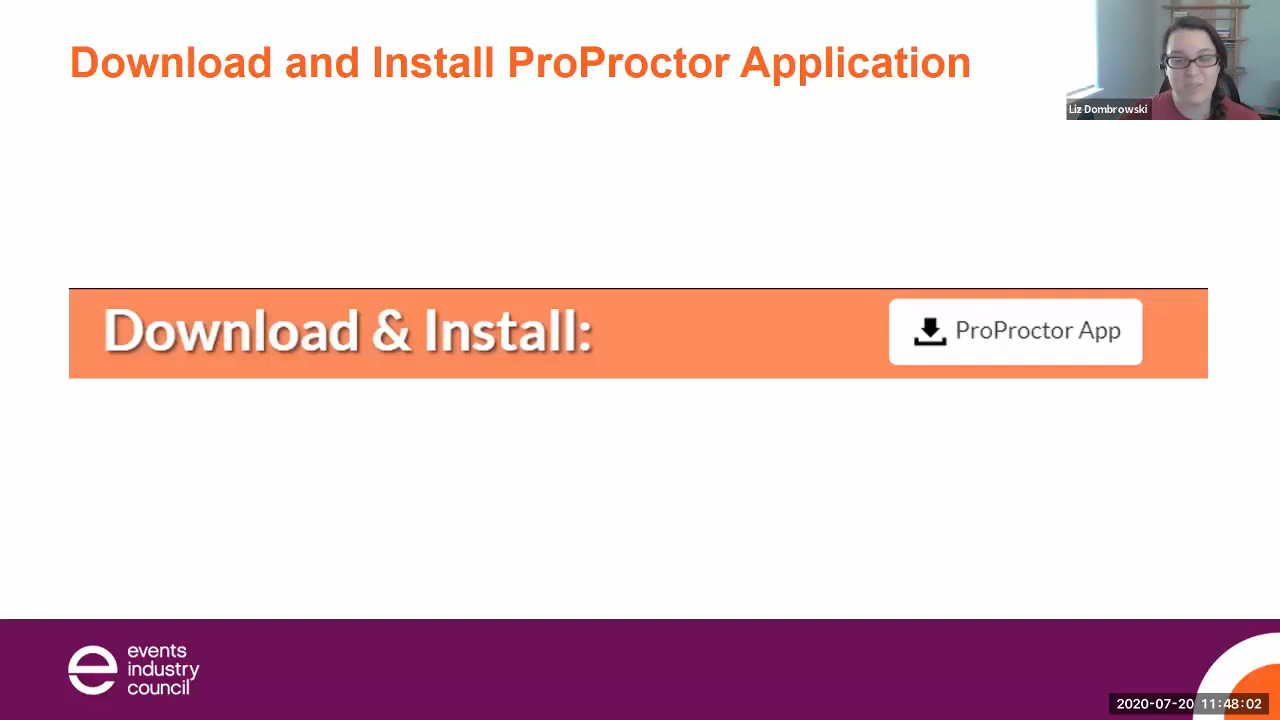 Download and Install ProProctor Application
Liz Dombrowski
Download & Install:
ProProctor App
events
industry
council
2020-07-20 11:48:02